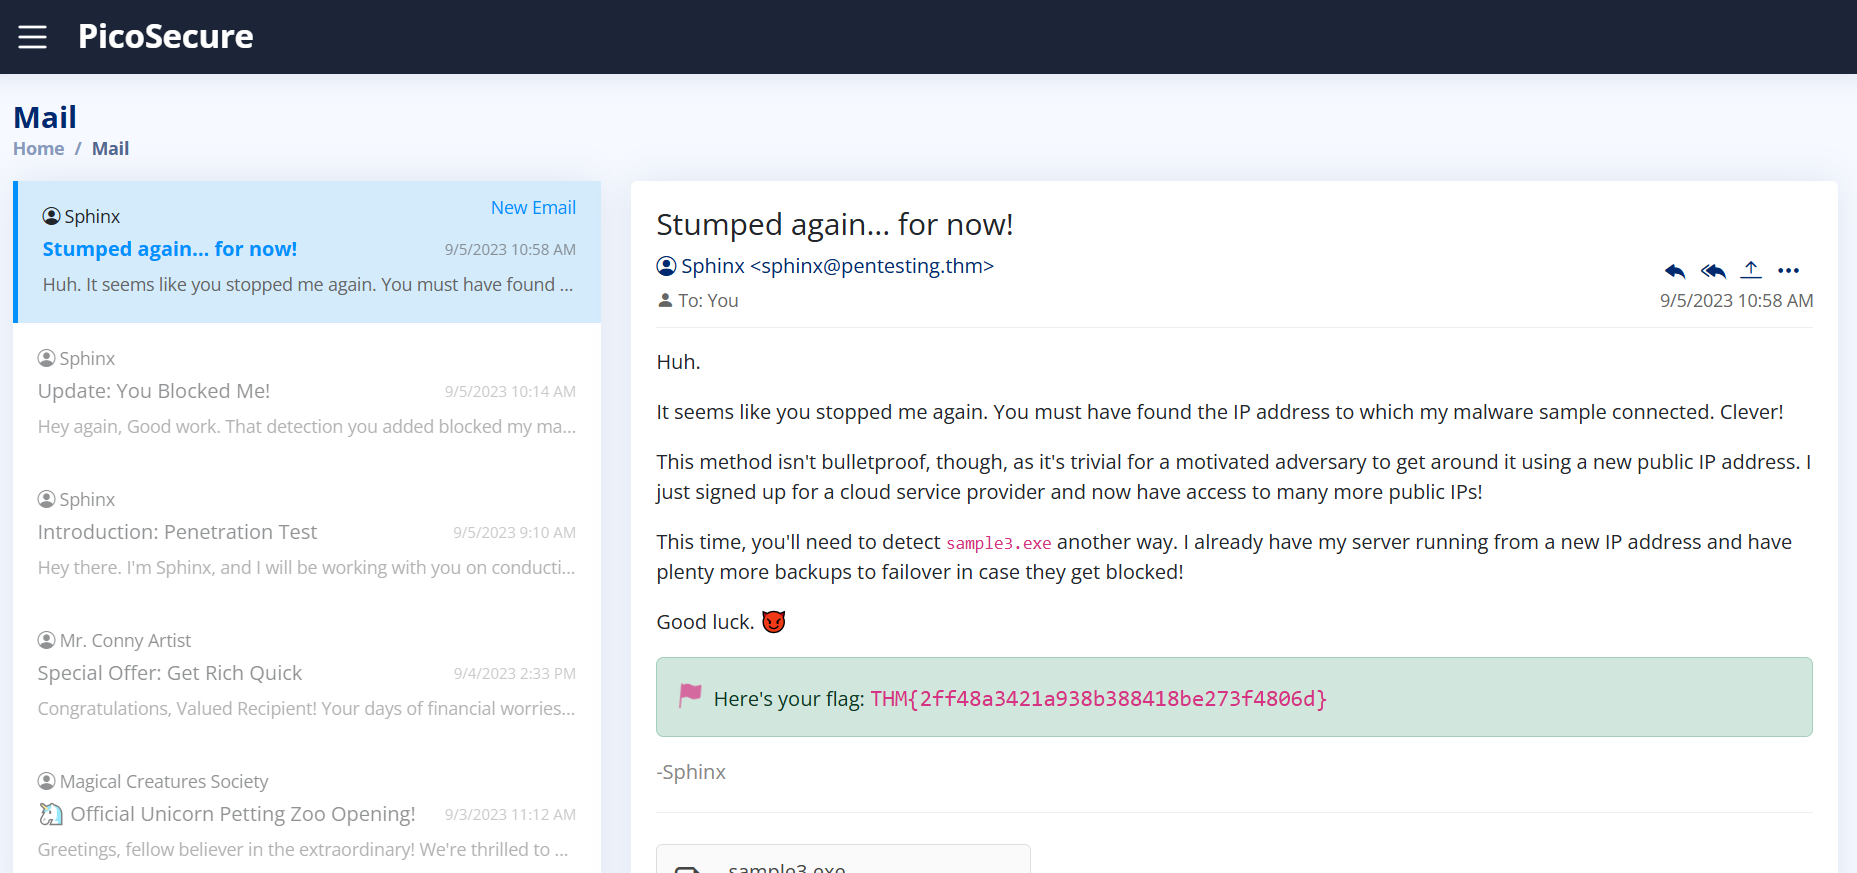 PicoSecure
Mail
Home / Mail
Sphinx
New Email
Stumped again... for now!
9/5/2023 10:58 AM
Huh. It seems like you stopped me again. You must have found ...
Sphinx
Update: You Blocked Me!
9/5/2023 10:14 AM
Hey again, Good work. That detection you added blocked my ma...
Sphinx
Introduction: Penetration Test
9/5/2023 9:10 AM
Hey there. I'm Sphinx, and I will be working with you on conducti...
Mr. Conny Artist
Special Offer: Get Rich Quick
9/4/2023 2:33 PM
Congratulations, Valued Recipient! Your days of financial worries...
Magical Creatures Society
🦄 Official Unicorn Petting Zoo Opening!
9/3/2023 11:12 AM
Greetings, fellow believer in the extraordinary! We're thrilled to ...
Stumped again... for now!
Sphinx <sphinx@pentesting.thm>
To: You
9/5/2023 10:58 AM
Huh.
It seems like you stopped me again. You must have found the IP address to which my malware sample connected. Clever!
This method isn't bulletproof, though, as it's trivial for a motivated adversary to get around it using a new public IP address. I
just signed up for a cloud service provider and now have access to many more public IPs!
This time, you'll need to detect sample3.exe another way. I already have my server running from a new IP address and have
plenty more backups to failover in case they get blocked!
Good luck. 😈
Here's your flag: THM{2ff48a3421a938b388418be273f4806d}
-Sphinx
sample3.exe